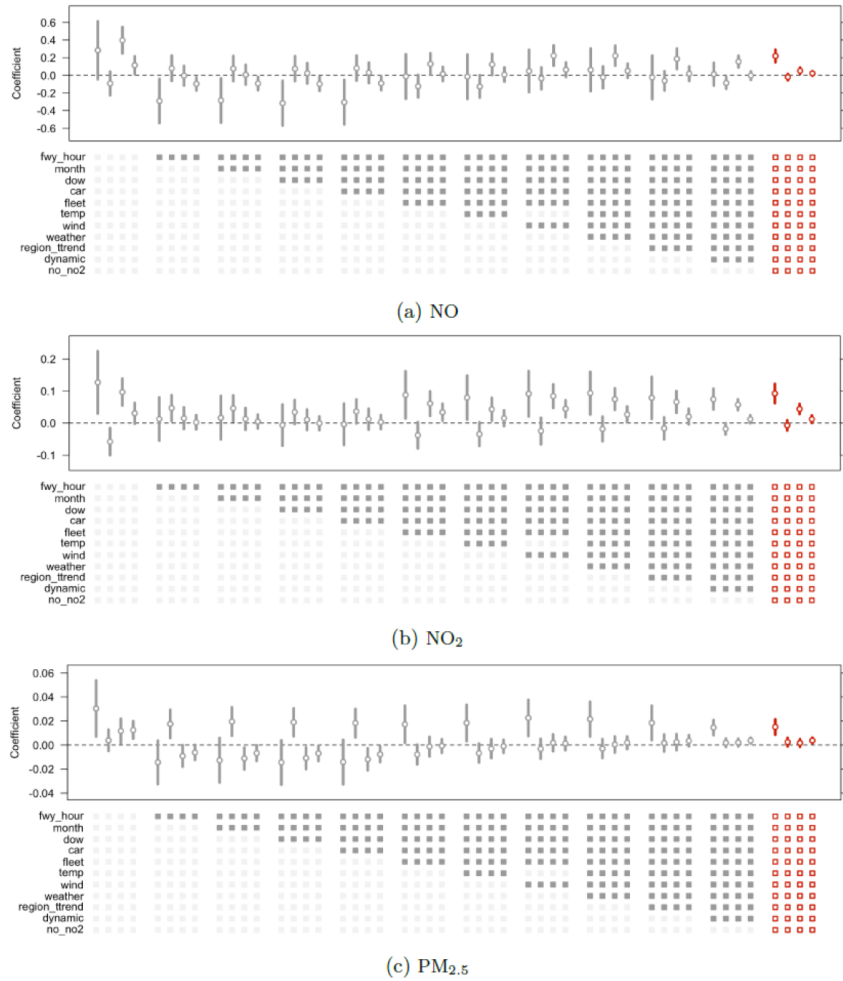 Coefficient
0.6
0.4
0.2
0.0
-0.2
-0.4
-0.6
fwy_hour
month
dow
car
fleet
temp
wind
weather
region_ttrend
dynamic
no_no2
(a) NO
Coefficient
0.2
0.1
0.0
-0.1
fwy_hour
month
dow
car
fleet
temp
wind
weather
region_ttrend
dynamic
no_no2
(b) NO₂
Coefficient
0.06
0.04
0.02
0.00
-0.02
-0.04
fwy_hour
month
dow
car
fleet
temp
wind
weather
region_ttrend
dynamic
no_no2
(c) PM₂.₅